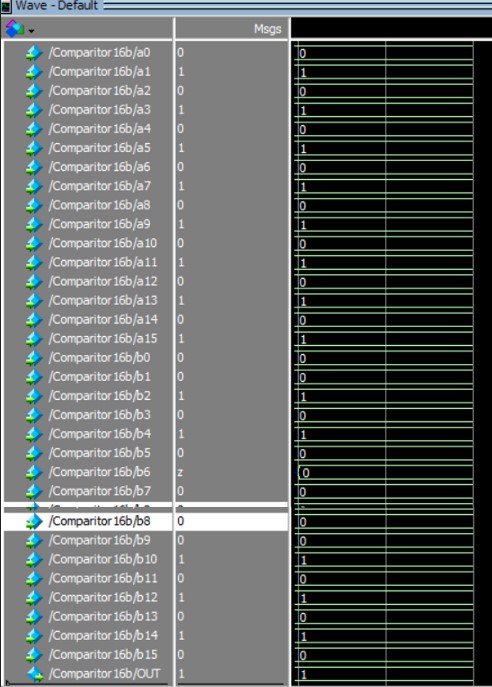 Wave - Default
Msgs
/Comparitor16b/a0 0 0
/Comparitor16b/a1 1 1
/Comparitor16b/a2 0 0
/Comparitor16b/a3 1 1
/Comparitor16b/a4 0 0
/Comparitor16b/a5 1 1
/Comparitor16b/a6 0 0
/Comparitor16b/a7 1 1
/Comparitor16b/a8 0 0
/Comparitor16b/a9 1 1
/Comparitor16b/a10 0 0
/Comparitor16b/a11 1 1
/Comparitor16b/a12 0 0
/Comparitor16b/a13 1 1
/Comparitor16b/a14 0 0
/Comparitor16b/a15 1 1
/Comparitor16b/b0 0 0
/Comparitor16b/b1 0 0
/Comparitor16b/b2 1 1
/Comparitor16b/b3 0 0
/Comparitor16b/b4 1 1
/Comparitor16b/b5 0 0
/Comparitor16b/b6 z 0
/Comparitor16b/b7 0 0
/Comparitor16b/b8 0 0
/Comparitor16b/b9 0 0
/Comparitor16b/b10 1 1
/Comparitor16b/b11 0 0
/Comparitor16b/b12 1 1
/Comparitor16b/b13 0 0
/Comparitor16b/b14 1 1
/Comparitor16b/b15 0 0
/Comparitor16b/OUT 1 1